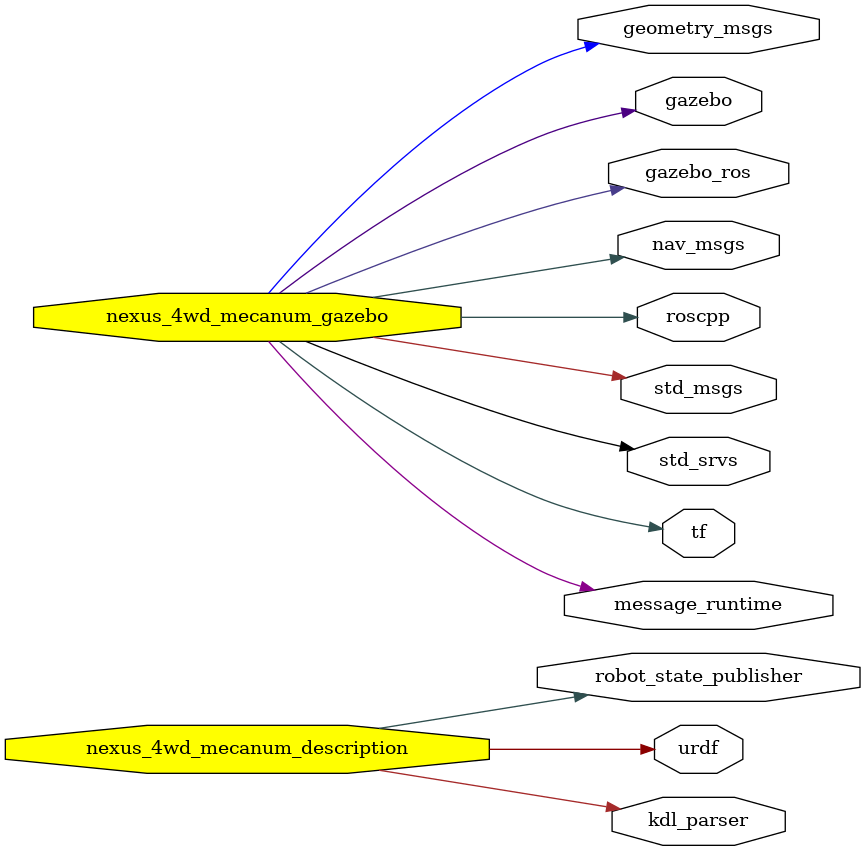 geometry_msgs
gazebo
gazebo_ros
nav_msgs
nexus_4wd_mecanum_gazebo
roscpp
std_msgs
std_srvs
tf
message_runtime
robot_state_publisher
nexus_4wd_mecanum_description
urdf
kdl_parser